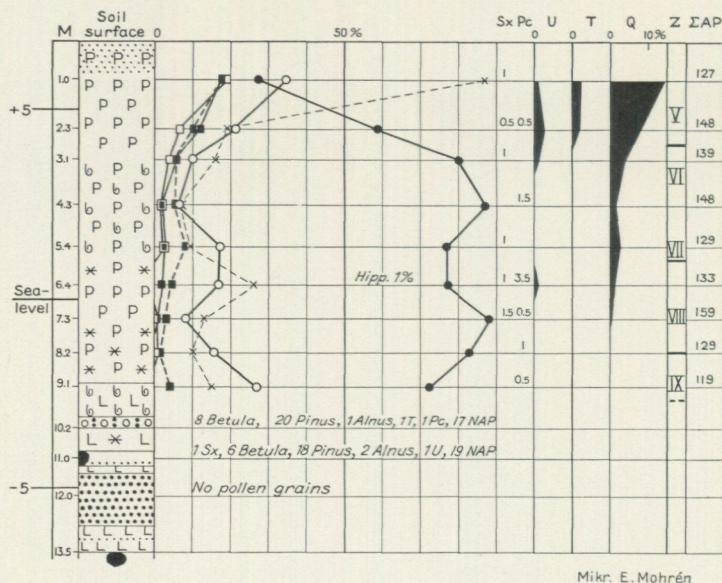 M Soil surface 0 50% Sx Pc U T Q Z ΣAP
0 0 0 10%
1.0 1 127
+5
2.3 0.5 0.5 V 148
3.1 1 139
VI
4.3 1.5 148
5.4 1 VII 129
6.4 Hipp. 1% 1 3.5 133
Sea-level
7.3 1.5 0.5 VIII 159
8.2 1 129
9.1 0.5 IX 119
8 Betula, 20 Pinus, 1 Alnus, 1T, 1Pc, 17 NAP
10.2
1 Sx, 6 Betula, 18 Pinus, 2 Alnus, 1U, 19 NAP
11.0
-5
12.0 No pollen grains
13.5
Mikr. E. Mohrén